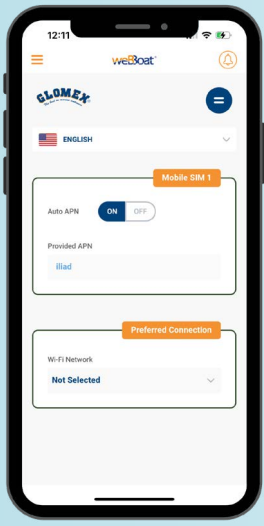 12:11
weBBoat
GLOMEX
ENGLISH
Mobile SIM 1
Auto APN
ON
OFF
Provided APN
iliad
Preferred Connection
Wi-Fi Network
Not Selected